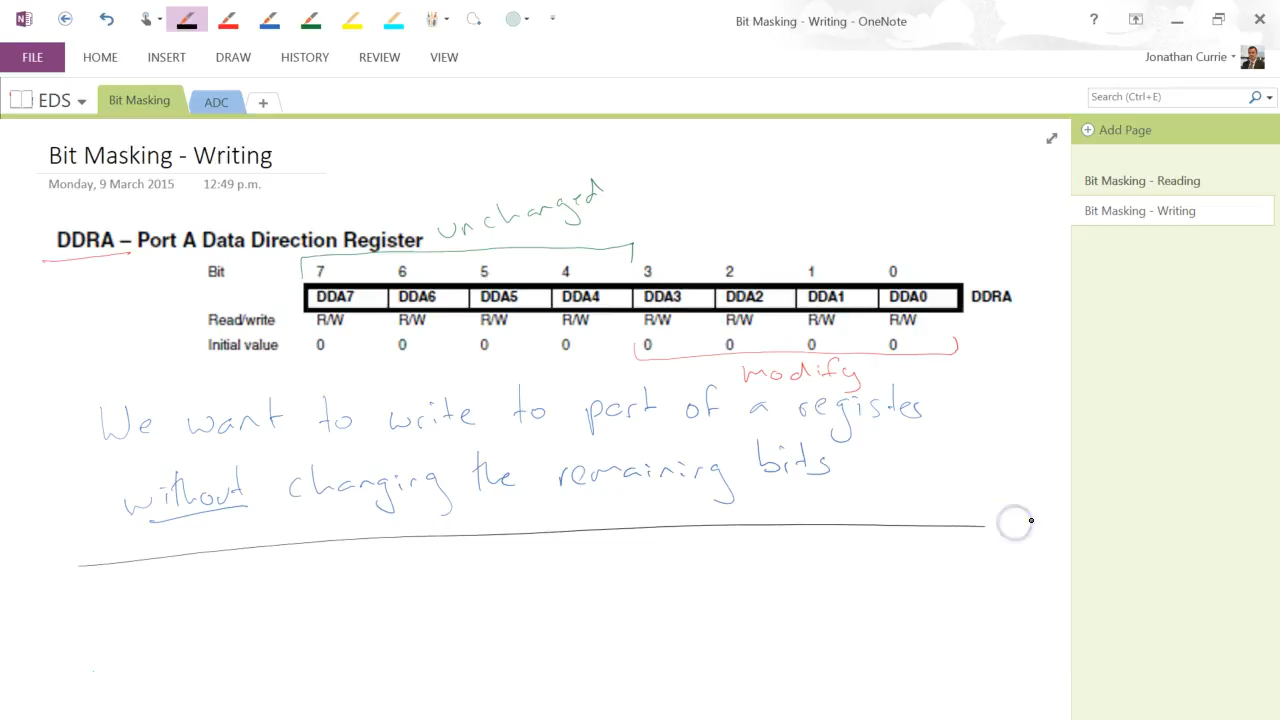 Bit Masking - Writing - OneNote
?
FILE HOME INSERT DRAW HISTORY REVIEW VIEW
Jonathan Currie
EDS Bit Masking ADC +
Search (Ctrl+E)
Add Page
Bit Masking - Reading
Bit Masking - Writing
Bit Masking - Writing
Monday, 9 March 2015 12:49 p.m.
unchanged
DDRA – Port A Data Direction Register
Bit 7 6 5 4 3 2 1 0
DDA7 DDA6 DDA5 DDA4 DDA3 DDA2 DDA1 DDA0 DDRA
Read/write R/W R/W R/W R/W R/W R/W R/W R/W
Initial value 0 0 0 0 0 0 0 0
modify
We want to write to part of a register
without changing the remaining bits